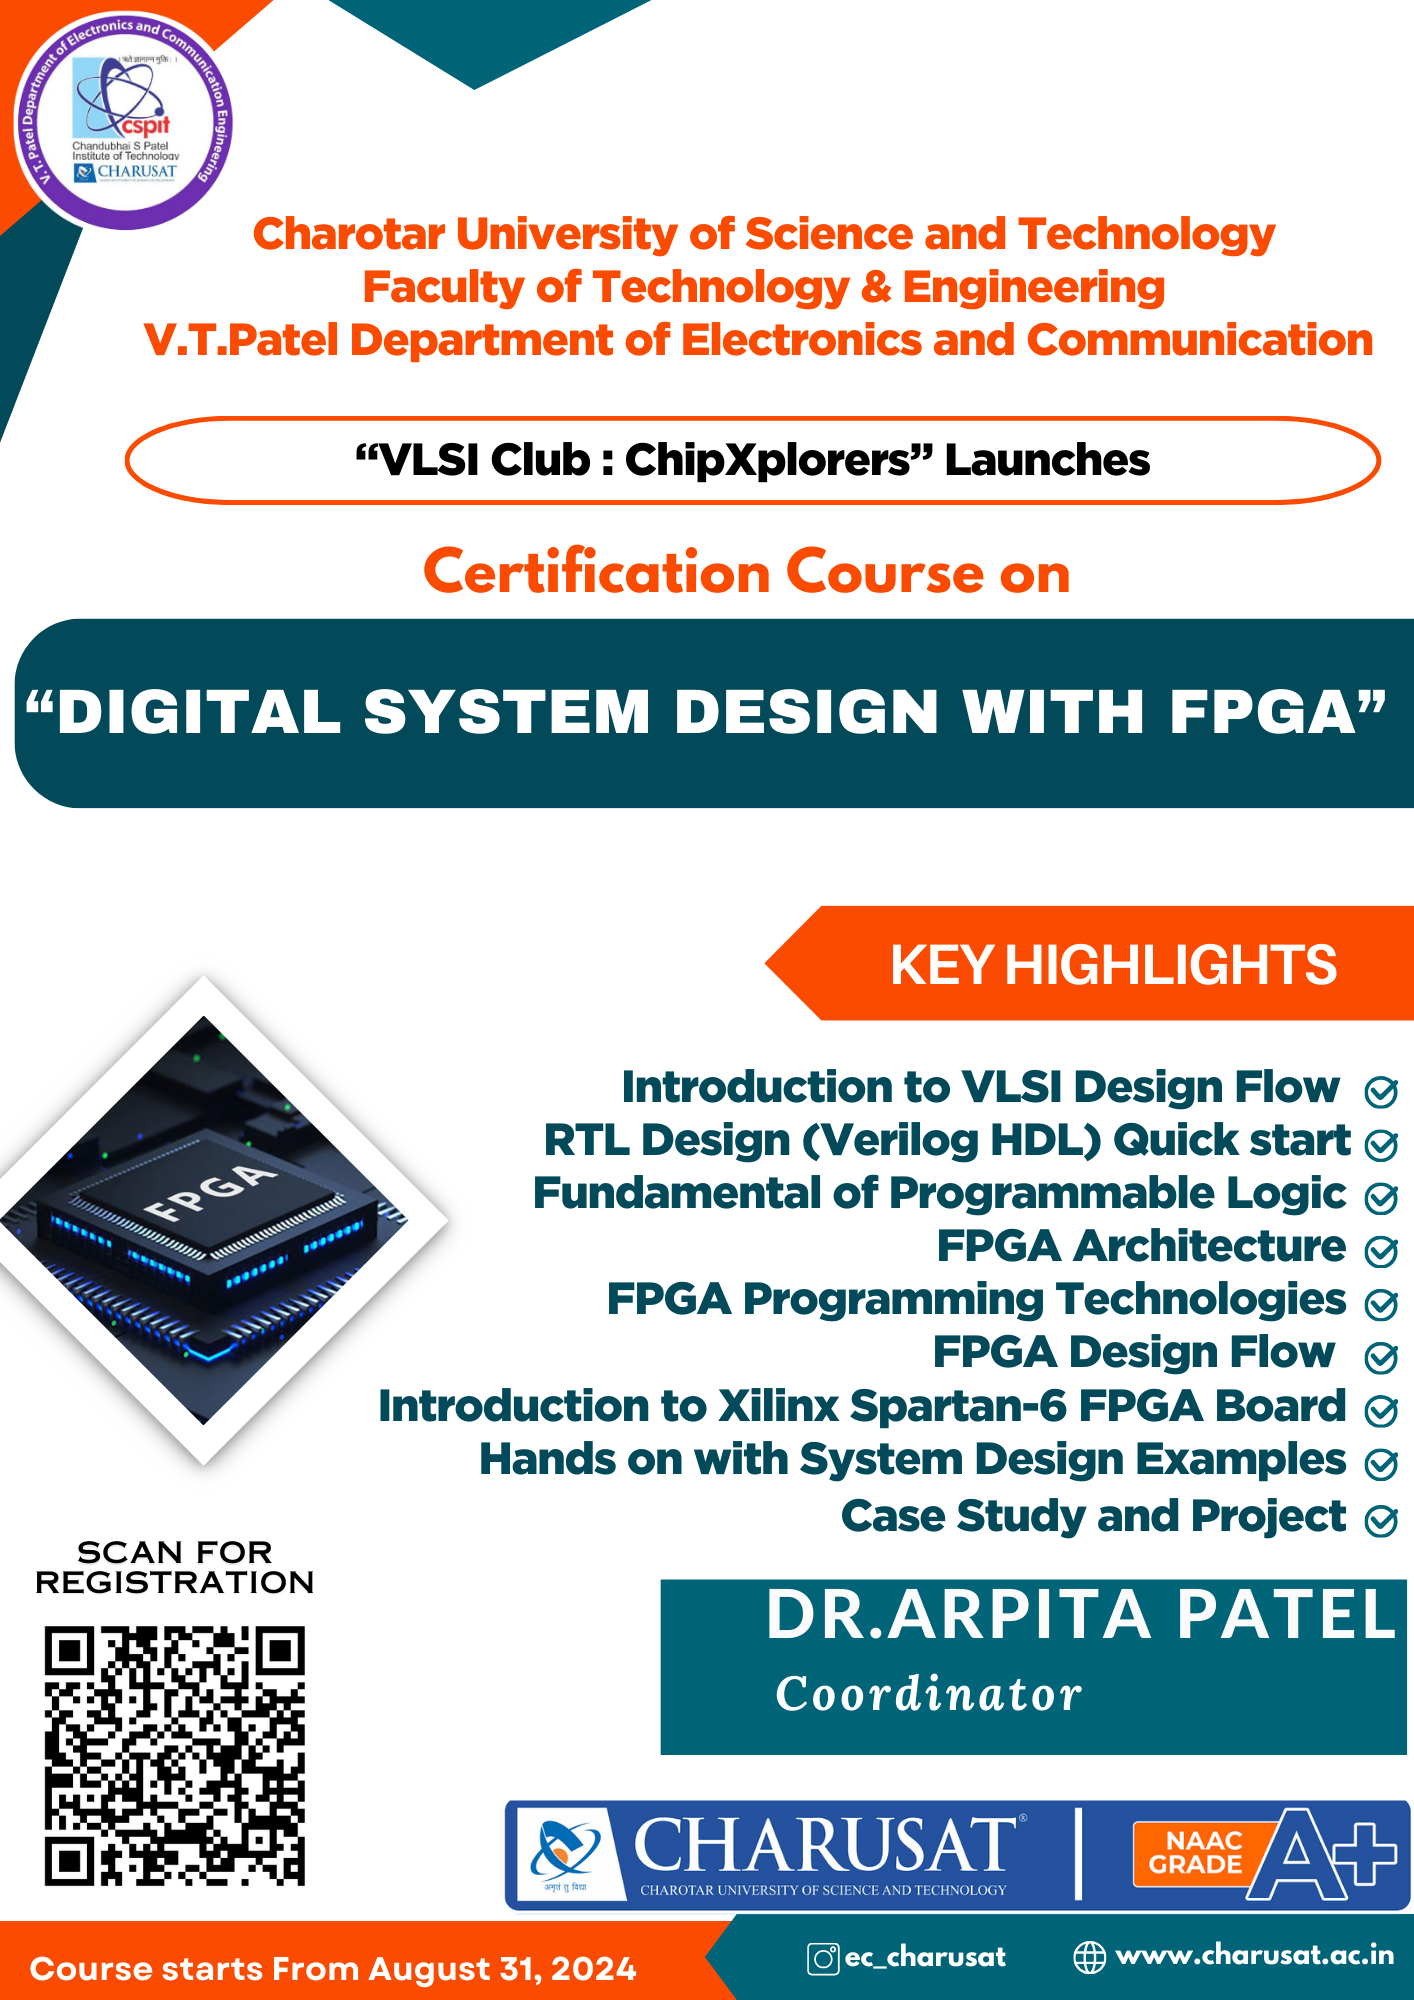 V.T.Patel Department of Electronics and Communication Engineering
cspit
Chandubhai S Patel
Institute of Technology
CHARUSAT
Charotar University of Science and Technology
Faculty of Technology & Engineering
V.T.Patel Department of Electronics and Communication
“VLSI Club : ChipXplorers” Launches
Certification Course on
“DIGITAL SYSTEM DESIGN WITH FPGA”
KEY HIGHLIGHTS
FPGA
Introduction to VLSI Design Flow
RTL Design (Verilog HDL) Quick start
Fundamental of Programmable Logic
FPGA Architecture
FPGA Programming Technologies
FPGA Design Flow
Introduction to Xilinx Spartan-6 FPGA Board
Hands on with System Design Examples
Case Study and Project
SCAN FOR
REGISTRATION
DR.ARPITA PATEL
Coordinator
CHARUSAT®
CHAROTAR UNIVERSITY OF SCIENCE AND TECHNOLOGY
अमृतं तु विद्या
NAAC
GRADE
A+
Course starts From August 31, 2024
ec_charusat
www.charusat.ac.in